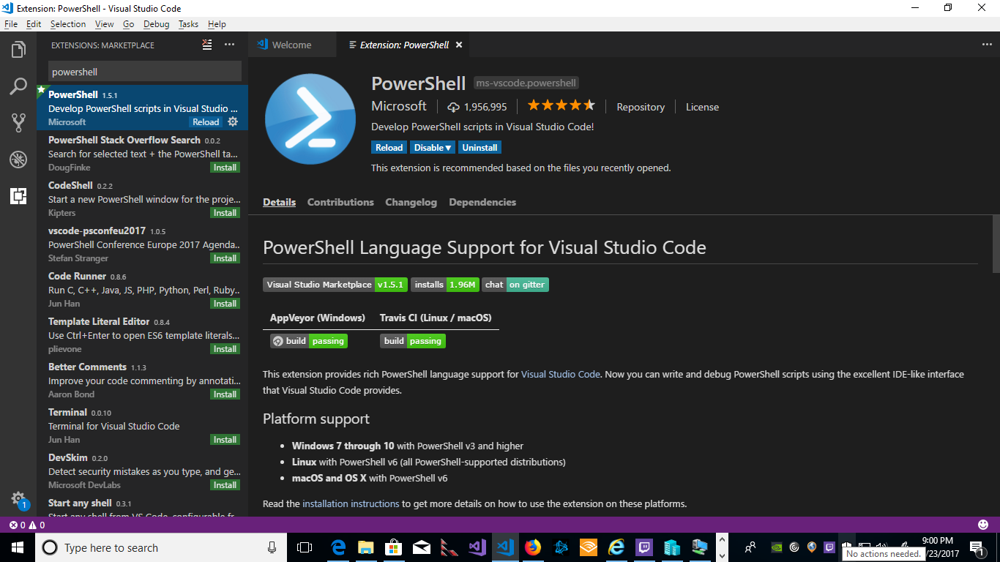 Extension: PowerShell - Visual Studio Code
File Edit Selection View Go Debug Tasks Help
EXTENSIONS: MARKETPLACE
powershell
PowerShell 1.5.1
Develop PowerShell scripts in Visual Studio ...
Microsoft Reload
PowerShell Stack Overflow Search 0.0.2
Search for selected text + the PowerShell ta...
DougFinke Install
CodeShell 0.2.2
Start a new PowerShell window for the proje...
Kipters Install
vscode-psconfeu2017 1.0.5
PowerShell Conference Europe 2017 Agenda...
Stefan Stranger Install
Code Runner 0.8.6
Run C, C++, Java, JS, PHP, Python, Perl, Ruby...
Jun Han Install
Template Literal Editor 0.8.4
Use Ctrl+Enter to open ES6 template literals...
plievone Install
Better Comments 1.1.3
Improve your code commenting by annotati...
Aaron Bond Install
Terminal 0.0.10
Terminal for Visual Studio Code
Jun Han Install
DevSkim 0.2.0
Detect security mistakes as you type, and ge...
Microsoft DevLabs Install
Start any shell 0.3.1
Start any shell from VS Code, configurable fr...
Welcome
Extension: PowerShell
PowerShell ms-vscode.powershell
Microsoft 1,956,995 Repository License
Develop PowerShell scripts in Visual Studio Code!
Reload Disable▼ Uninstall
This extension is recommended based on the files you recently opened.
Details Contributions Changelog Dependencies
PowerShell Language Support for Visual Studio Code
Visual Studio Marketplace v1.5.1 installs 1.96M chat on gitter
AppVeyor (Windows) Travis CI (Linux / macOS)
build passing build passing
This extension provides rich PowerShell language support for Visual Studio Code. Now you can write and debug PowerShell scripts using the excellent IDE-like interface
that Visual Studio Code provides.
Platform support
• Windows 7 through 10 with PowerShell v3 and higher
• Linux with PowerShell v6 (all PowerShell-supported distributions)
• macOS and OS X with PowerShell v6
Read the installation instructions to get more details on how to use the extension on these platforms.
1
0 0
Type here to search
9:00 PM
/23/2017
No actions needed.
1